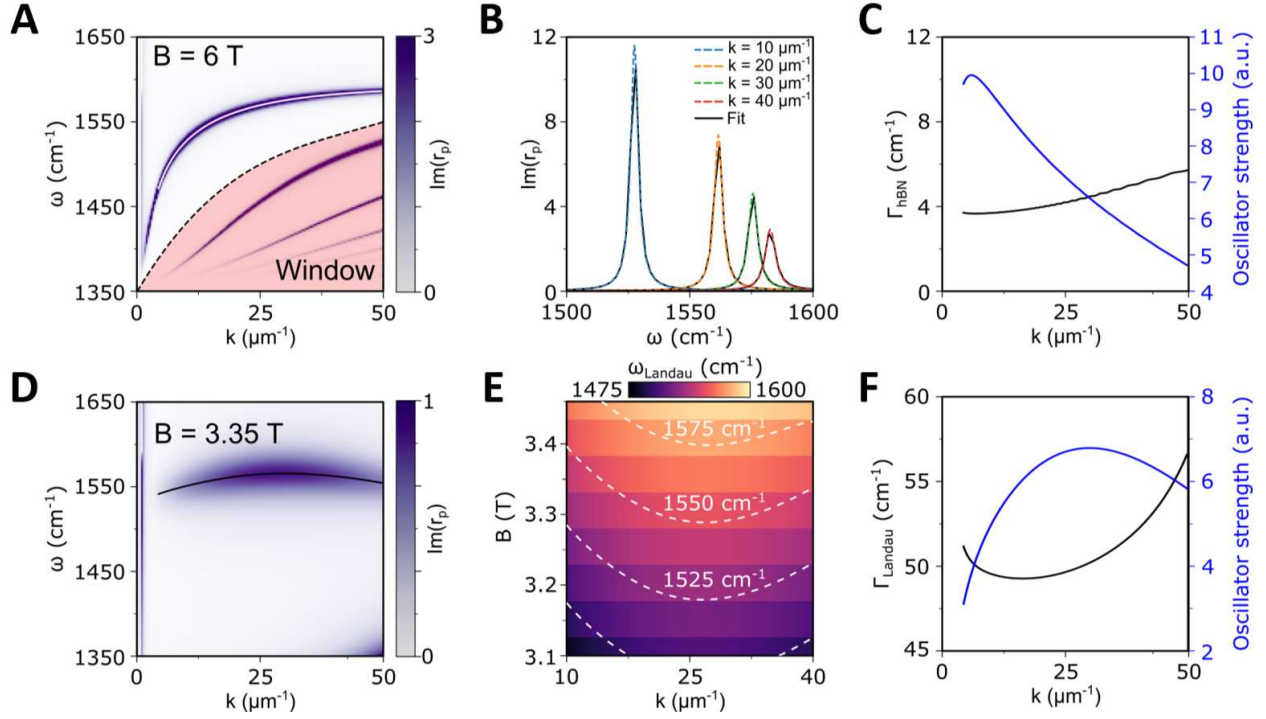 A
B = 6 T
1650
1550
1450
1350
ω (cm⁻¹)
Window
0
25
50
k (µm⁻¹)
3
0
Im(rₚ)
B
12
8
4
0
Im(rₚ)
k = 10 µm⁻¹
k = 20 µm⁻¹
k = 30 µm⁻¹
k = 40 µm⁻¹
Fit
1500
1550
1600
ω (cm⁻¹)
C
12
8
4
0
ΓhBN (cm⁻¹)
0
25
50
k (µm⁻¹)
11
10
9
8
7
6
5
4
Oscillator strength (a.u.)
D
B = 3.35 T
1650
1550
1450
1350
ω (cm⁻¹)
0
25
50
k (µm⁻¹)
1
0
Im(rₚ)
E
ωLandau (cm⁻¹)
1475
1600
3.4
3.3
3.2
3.1
B (T)
1575 cm⁻¹
1550 cm⁻¹
1525 cm⁻¹
10
25
40
k (µm⁻¹)
F
60
55
50
45
ΓLandau (cm⁻¹)
0
25
50
k (µm⁻¹)
8
6
4
2
Oscillator strength (a.u.)